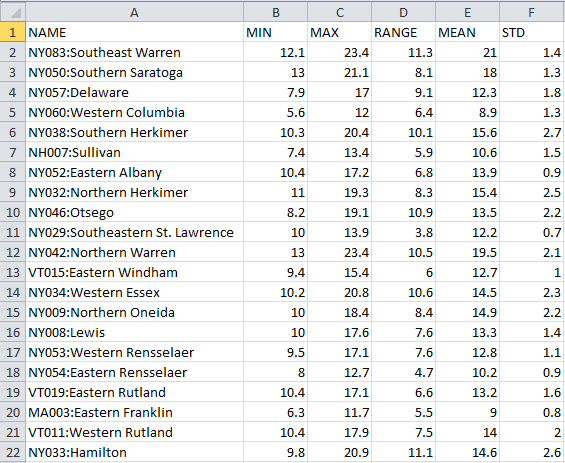 A B C D E F
1 NAME MIN MAX RANGE MEAN STD
2 NY083:Southeast Warren 12.1 23.4 11.3 21 1.4
3 NY050:Southern Saratoga 13 21.1 8.1 18 1.3
4 NY057:Delaware 7.9 17 9.1 12.3 1.8
5 NY060:Western Columbia 5.6 12 6.4 8.9 1.3
6 NY038:Southern Herkimer 10.3 20.4 10.1 15.6 2.7
7 NH007:Sullivan 7.4 13.4 5.9 10.6 1.5
8 NY052:Eastern Albany 10.4 17.2 6.8 13.9 0.9
9 NY032:Northern Herkimer 11 19.3 8.3 15.4 2.5
10 NY046:Otsego 8.2 19.1 10.9 13.5 2.2
11 NY029:Southeastern St. Lawrence 10 13.9 3.8 12.2 0.7
12 NY042:Northern Warren 13 23.4 10.5 19.5 2.1
13 VT015:Eastern Windham 9.4 15.4 6 12.7 1
14 NY034:Western Essex 10.2 20.8 10.6 14.5 2.3
15 NY009:Northern Oneida 10 18.4 8.4 14.9 2.2
16 NY008:Lewis 10 17.6 7.6 13.3 1.4
17 NY053:Western Rensselaer 9.5 17.1 7.6 12.8 1.1
18 NY054:Eastern Rensselaer 8 12.7 4.7 10.2 0.9
19 VT019:Eastern Rutland 10.4 17.1 6.6 13.2 1.6
20 MA003:Eastern Franklin 6.3 11.7 5.5 9 0.8
21 VT011:Western Rutland 10.4 17.9 7.5 14 2
22 NY033:Hamilton 9.8 20.9 11.1 14.6 2.6